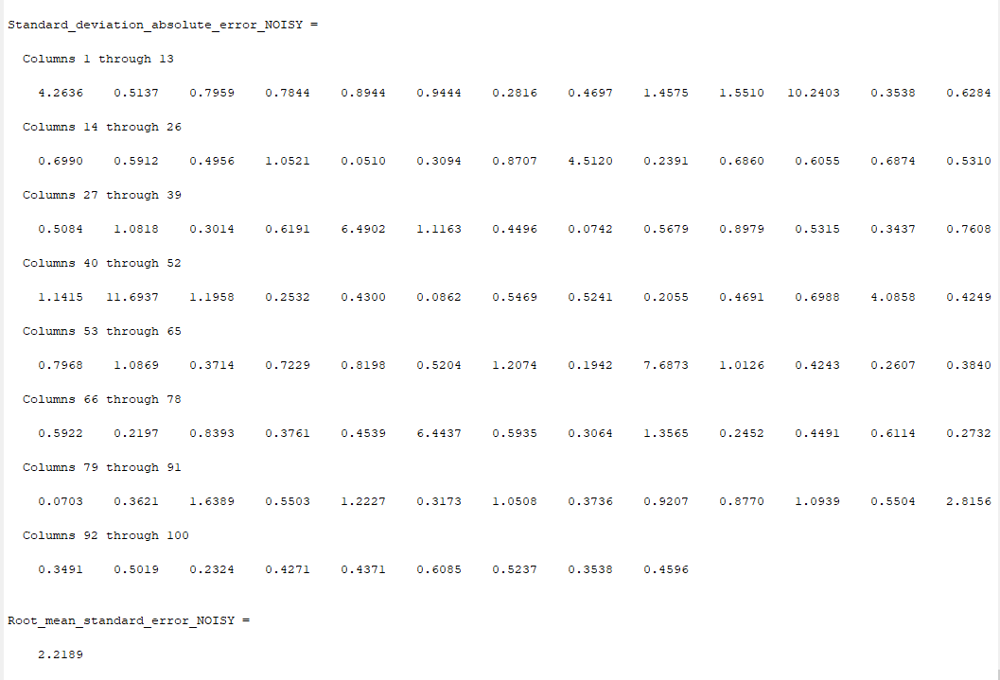 Standard_deviation_absolute_error_NOISY =
Columns 1 through 13
4.2636 0.5137 0.7959 0.7844 0.8944 0.9444 0.2816 0.4697 1.4575 1.5510 10.2403 0.3538 0.6284
Columns 14 through 26
0.6990 0.5912 0.4956 1.0521 0.0510 0.3094 0.8707 4.5120 0.2391 0.6860 0.6055 0.6874 0.5310
Columns 27 through 39
0.5084 1.0818 0.3014 0.6191 6.4902 1.1163 0.4496 0.0742 0.5679 0.8979 0.5315 0.3437 0.7608
Columns 40 through 52
1.1415 11.6937 1.1958 0.2532 0.4300 0.0862 0.5469 0.5241 0.2055 0.4691 0.6988 4.0858 0.4249
Columns 53 through 65
0.7968 1.0869 0.3714 0.7229 0.8198 0.5204 1.2074 0.1942 7.6873 1.0126 0.4243 0.2607 0.3840
Columns 66 through 78
0.5922 0.2197 0.8393 0.3761 0.4539 6.4437 0.5935 0.3064 1.3565 0.2452 0.4491 0.6114 0.2732
Columns 79 through 91
0.0703 0.3621 1.6389 0.5503 1.2227 0.3173 1.0508 0.3736 0.9207 0.8770 1.0939 0.5504 2.8156
Columns 92 through 100
0.3491 0.5019 0.2324 0.4271 0.4371 0.6085 0.5237 0.3538 0.4596
Root_mean_standard_error_NOISY =
2.2189